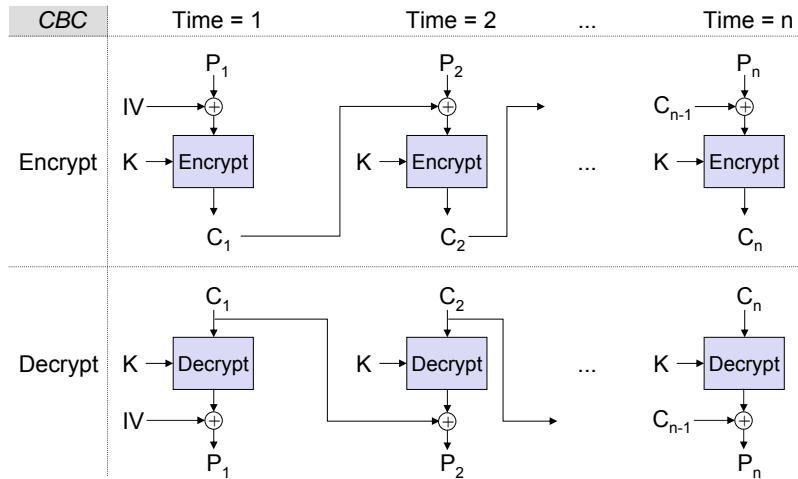 CBC Time = 1 Time = 2 ... Time = n
P₁ P₂ Pₙ
IV Cₙ₋₁
Encrypt K Encrypt K Encrypt ... K Encrypt
C₁ C₂ Cₙ
C₁ C₂ Cₙ
Decrypt K Decrypt K Decrypt ... K Decrypt
IV Cₙ₋₁
P₁ P₂ Pₙ